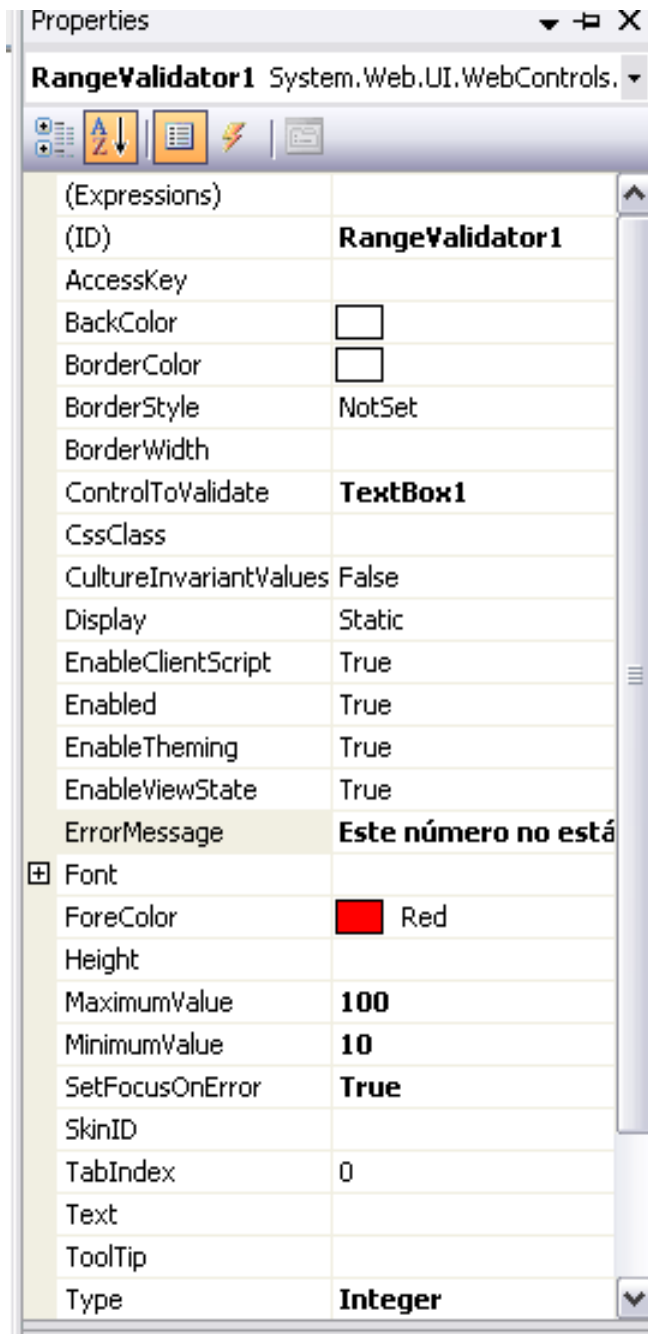 Properties
RangeValidator1 System.Web.UI.WebControls.
(Expressions)
(ID) RangeValidator1
AccessKey
BackColor
BorderColor
BorderStyle NotSet
BorderWidth
ControlToValidate TextBox1
CssClass
CultureInvariantValues False
Display Static
EnableClientScript True
Enabled True
EnableTheming True
EnableViewState True
ErrorMessage Este número no está
Font
ForeColor Red
Height
MaximumValue 100
MinimumValue 10
SetFocusOnError True
SkinID
TabIndex 0
Text
ToolTip
Type Integer